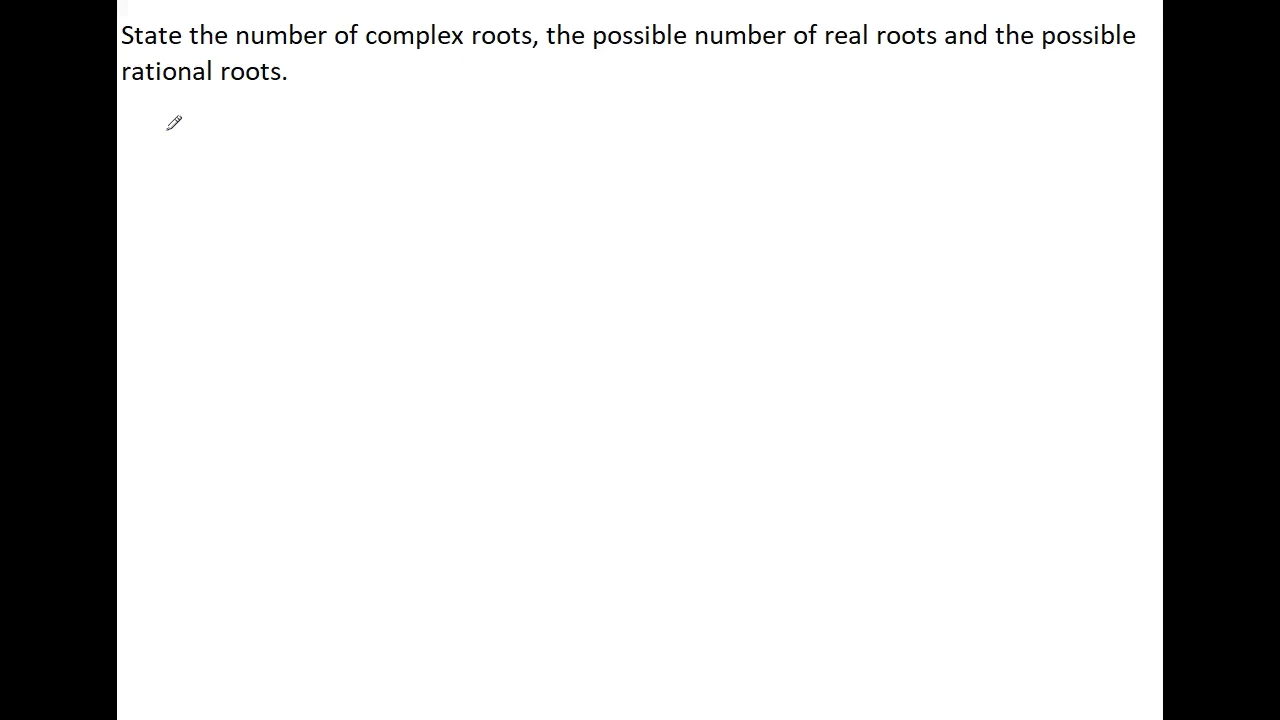 State the number of complex roots, the possible number of real roots and the possible
rational roots.